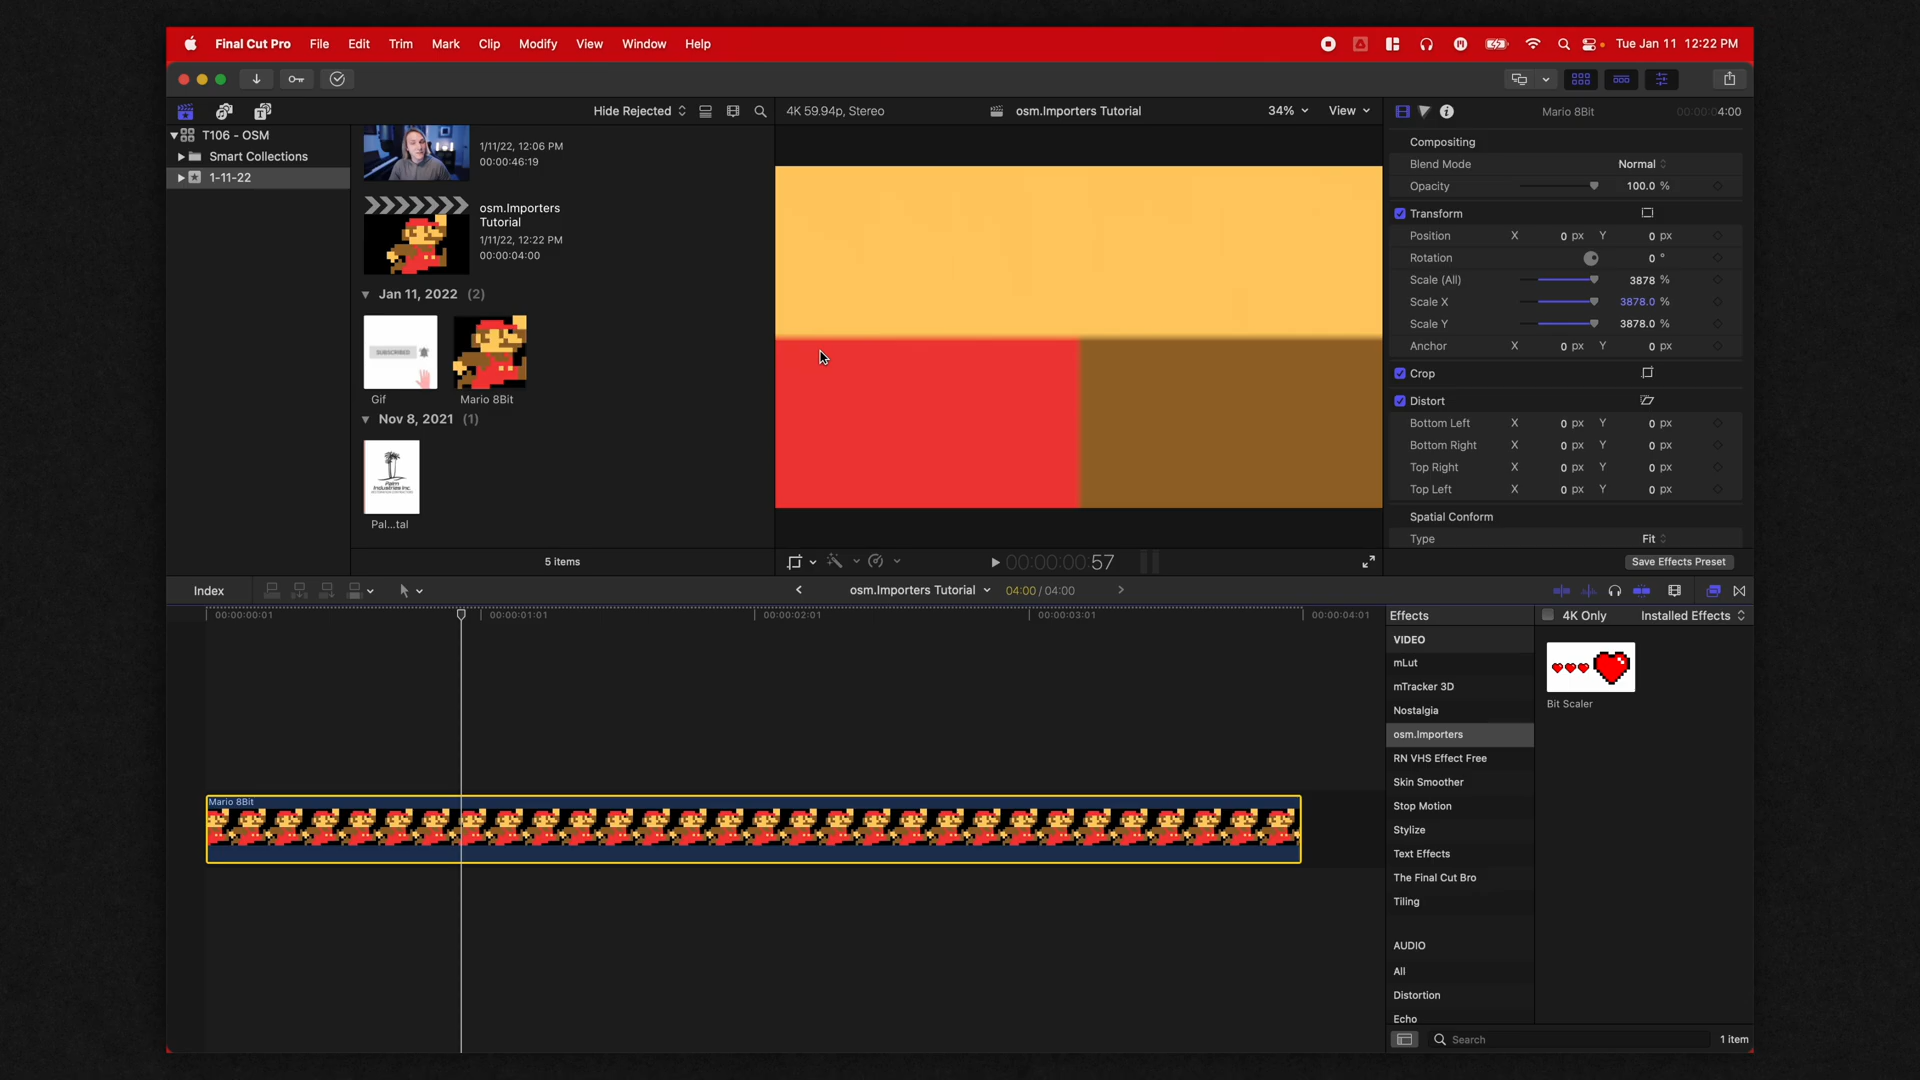 Final Cut Pro File Edit Trim Mark Clip Modify View Window Help Tue Jan 11 12:22 PM
Hide Rejected 4K 59.94p, Stereo osm.Importers Tutorial 34% View Mario 8Bit 00:00:04:00
T106 - OSM
Smart Collections
1-11-22
1/11/22, 12:06 PM
00:00:46:19
osm.Importers
Tutorial
1/11/22, 12:22 PM
00:00:04:00
Jan 11, 2022 (2)
SUBSCRIBED
Gif Mario 8Bit
Nov 8, 2021 (1)
Palm
Industries Inc.
Pal...tal
5 items
00:00:00:57
Compositing
Blend Mode Normal
Opacity 100.0 %
Transform
Position X 0 px Y 0 px
Rotation 0 °
Scale (All) 3878 %
Scale X 3878.0 %
Scale Y 3878.0 %
Anchor X 0 px Y 0 px
Crop
Distort
Bottom Left X 0 px Y 0 px
Bottom Right X 0 px Y 0 px
Top Right X 0 px Y 0 px
Top Left X 0 px Y 0 px
Spatial Conform
Type Fit
Save Effects Preset
Index osm.Importers Tutorial 04:00 / 04:00
00:00:00:01 00:00:01:01 00:00:02:01 00:00:03:01 00:00:04:01
Mario 8Bit
Effects 4K Only Installed Effects
VIDEO
mLut
mTracker 3D
Nostalgia
osm.Importers
RN VHS Effect Free
Skin Smoother
Stop Motion
Stylize
Text Effects
The Final Cut Bro
Tiling
AUDIO
All
Distortion
Echo
Bit Scaler
Search 1 item